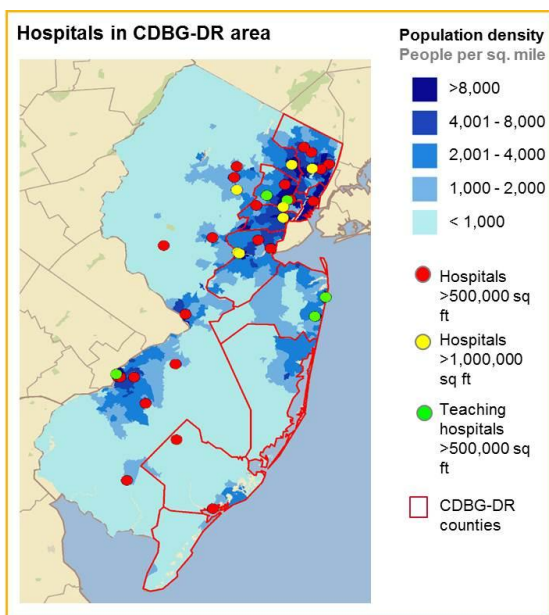 Hospitals in CDBG-DR area
Population density
People per sq. mile
>8,000
4,001 - 8,000
2,001 - 4,000
1,000 - 2,000
< 1,000
Hospitals
>500,000 sq
ft
Hospitals
>1,000,000
sq ft
Teaching
hospitals
>500,000 sq
ft
CDBG-DR
counties